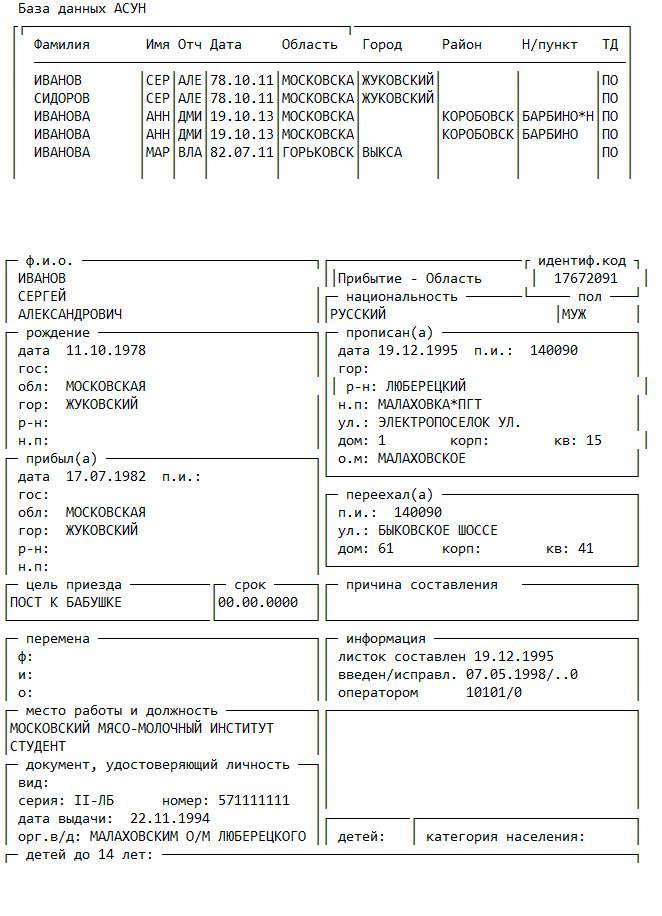 База данных АСУН
Фамилия Имя Отч Дата Область Город Район Н/пункт ТД
ИВАНОВ СЕР АЛЕ 78.10.11 МОСКОВСКА ЖУКОВСКИЙ ПО
СИДОРОВ СЕР АЛЕ 78.10.11 МОСКОВСКА ЖУКОВСКИЙ ПО
ИВАНОВА АНН ДМИ 19.10.13 МОСКОВСКА КОРОБОВСК БАРБИНО*Н ПО
ИВАНОВА АНН ДМИ 19.10.13 МОСКОВСКА КОРОБОВСК БАРБИНО ПО
ИВАНОВА МАР ВЛА 82.07.11 ГОРЬКОВСК ВЫКСА ПО
ф.и.о. идентиф.код
ИВАНОВ Прибытие - Область 17672091
СЕРГЕЙ национальность пол
АЛЕКСАНДРОВИЧ РУССКИЙ МУЖ
рождение прописан(а)
дата 11.10.1978 дата 19.12.1995 п.и.: 140090
гос: гор:
обл: МОСКОВСКАЯ р-н: ЛЮБЕРЕЦКИЙ
гор: ЖУКОВСКИЙ н.п: МАЛАХОВКА*ПГТ
р-н: ул.: ЭЛЕКТРОПОСЕЛОК УЛ.
н.п: дом: 1 корп: кв: 15
прибыл(а) о.м: МАЛАХОВСКОЕ
дата 17.07.1982 п.и.:
гос: переехал(а)
обл: МОСКОВСКАЯ п.и.: 140090
гор: ЖУКОВСКИЙ ул.: БЫКОВСКОЕ ШОССЕ
р-н: дом: 61 корп: кв: 41
н.п:
цель приезда срок причина составления
ПОСТ К БАБУШКЕ 00.00.0000
перемена информация
ф: листок составлен 19.12.1995
и: введен/исправл. 07.05.1998/..0
о: оператором 10101/0
место работы и должность
МОСКОВСКИЙ МЯСО-МОЛОЧНЫЙ ИНСТИТУТ
СТУДЕНТ
документ, удостоверяющий личность
вид:
серия: II-ЛБ номер: 571111111
дата выдачи: 22.11.1994
орг.в/д: МАЛАХОВСКИМ О/М ЛЮБЕРЕЦКОГО детей: категория населения:
детей до 14 лет: